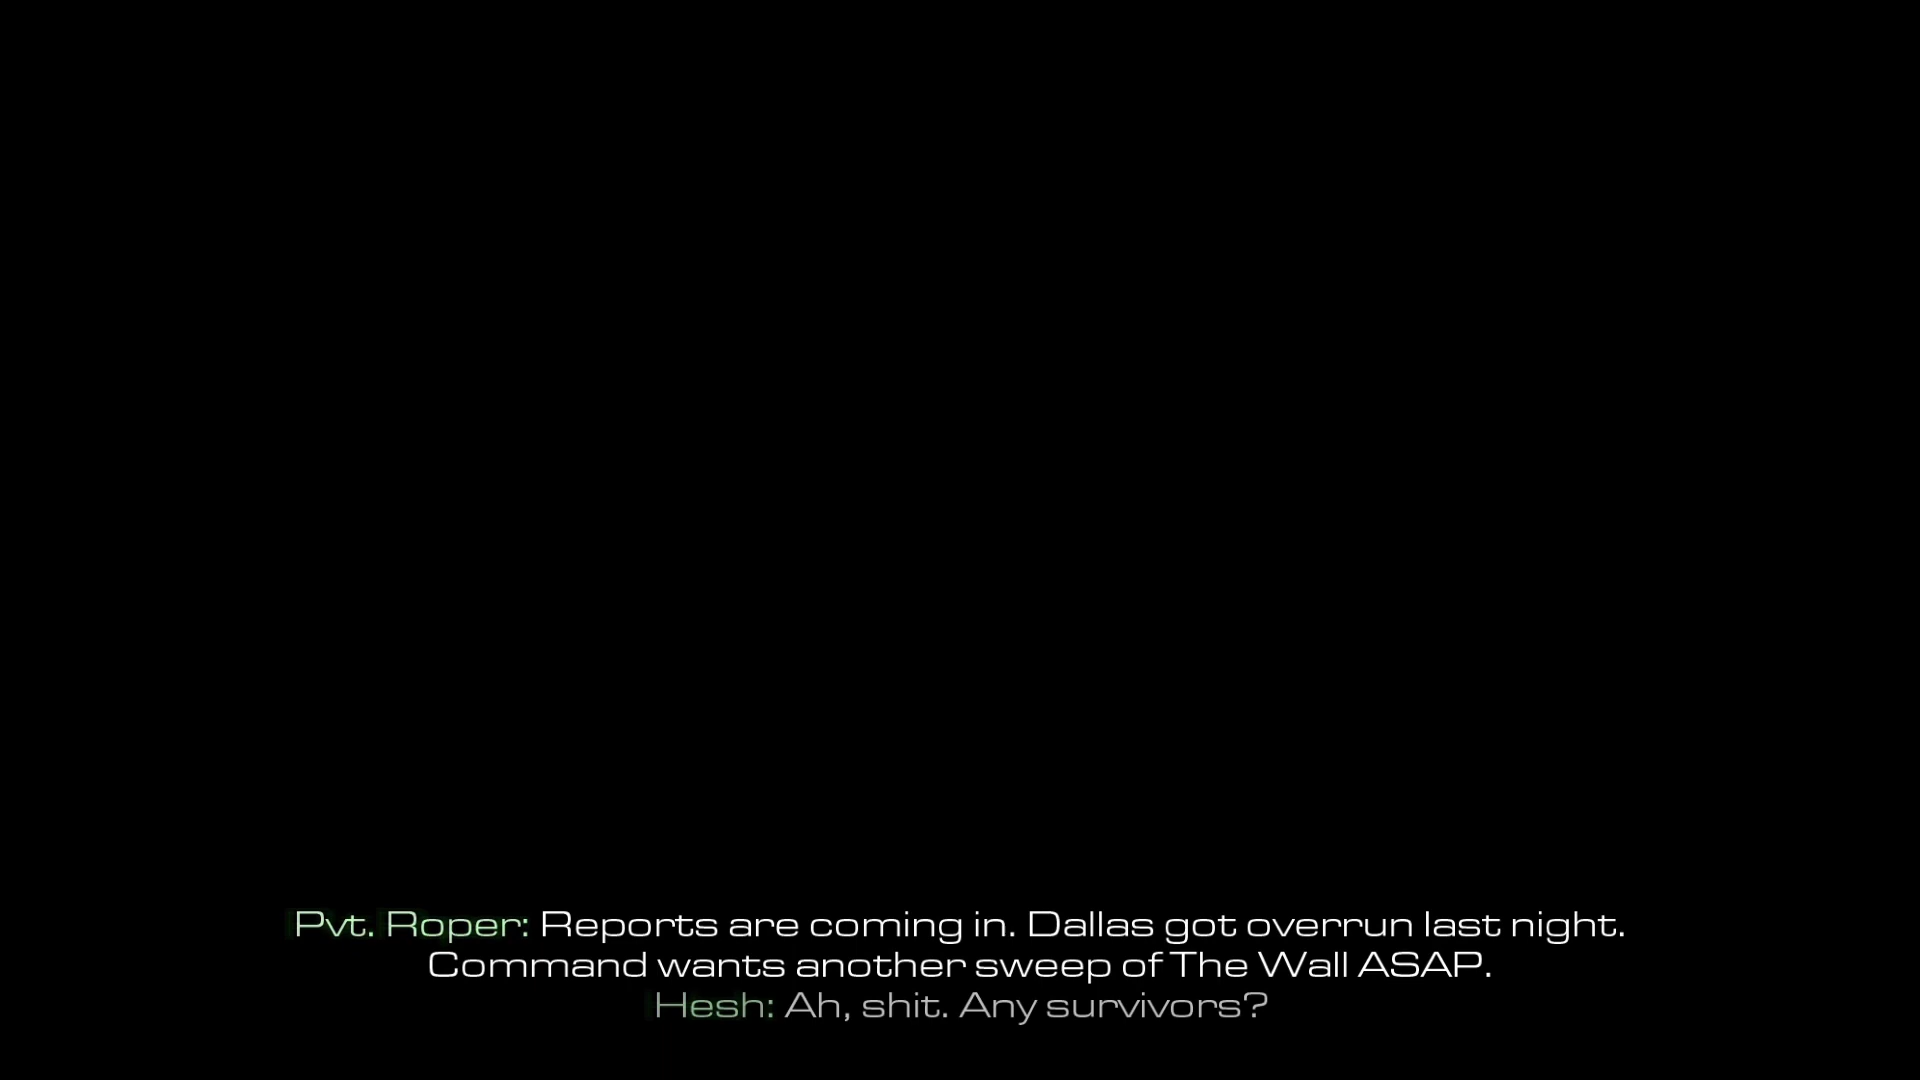 Pvt. Roper: Reports are coming in. Dallas got overrun last night.
Command wants another sweep of The Wall ASAP.
Hesh: Ah, shit. Any survivors?